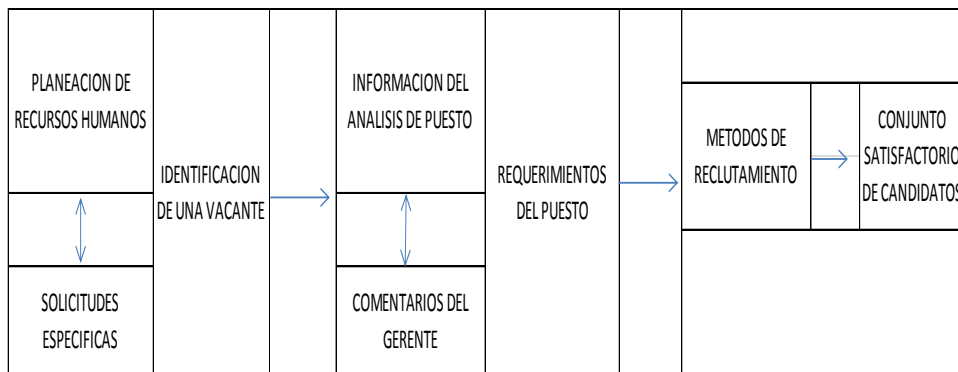 PLANEACION DE
RECURSOS HUMANOS
SOLICITUDES
ESPECIFICAS
IDENTIFICACION
DE UNA VACANTE
INFORMACION DEL
ANALISIS DE PUESTO
COMENTARIOS DEL
GERENTE
REQUERIMIENTOS
DEL PUESTO
METODOS DE
RECLUTAMIENTO
CONJUNTO
SATISFACTORIO
DE CANDIDATOS